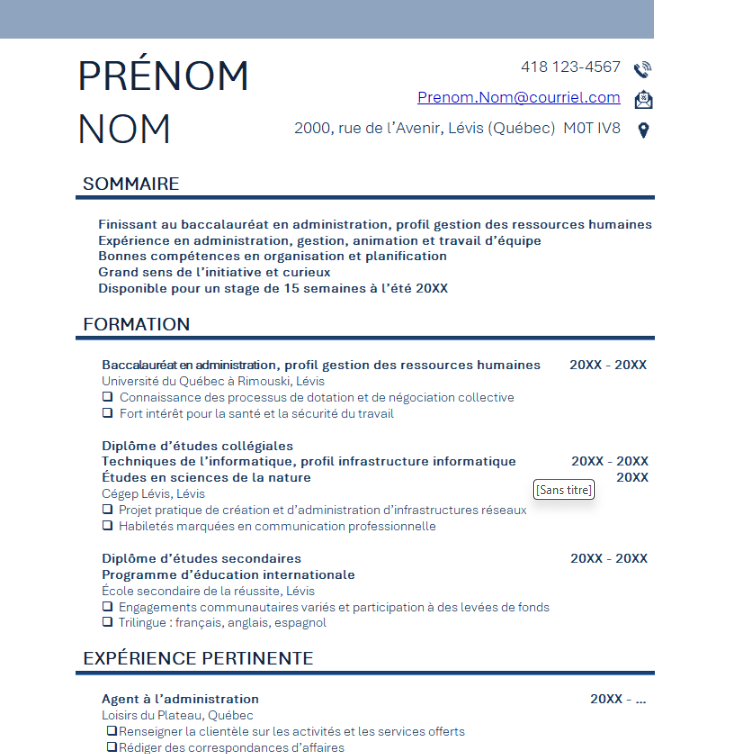 PRÉNOM
NOM
418 123-4567
Prenom.Nom@courriel.com
2000, rue de l'Avenir, Lévis (Québec) M0T IV8
SOMMAIRE
Finissant au baccalauréat en administration, profil gestion des ressources humaines
Expérience en administration, gestion, animation et travail d'équipe
Bonnes compétences en organisation et planification
Grand sens de l'initiative et curieux
Disponible pour un stage de 15 semaines à l'été 20XX
FORMATION
Baccalauréat en administration, profil gestion des ressources humaines 20XX - 20XX
Université du Québec à Rimouski, Lévis
❑ Connaissance des processus de dotation et de négociation collective
❑ Fort intérêt pour la santé et la sécurité du travail
Diplôme d'études collégiales
Techniques de l'informatique, profil infrastructure informatique 20XX - 20XX
Études en sciences de la nature 20XX
Cégep Lévis, Lévis
[Sans titre]
❑ Projet pratique de création et d'administration d'infrastructures réseaux
❑ Habiletés marquées en communication professionnelle
Diplôme d'études secondaires 20XX - 20XX
Programme d'éducation internationale
École secondaire de la réussite, Lévis
❑ Engagements communautaires variés et participation à des levées de fonds
❑ Trilingue : français, anglais, espagnol
EXPÉRIENCE PERTINENTE
Agent à l'administration 20XX - ...
Loisirs du Plateau, Québec
❑ Renseigner la clientèle sur les activités et les services offerts
❑ Rédiger des correspondances d'affaires